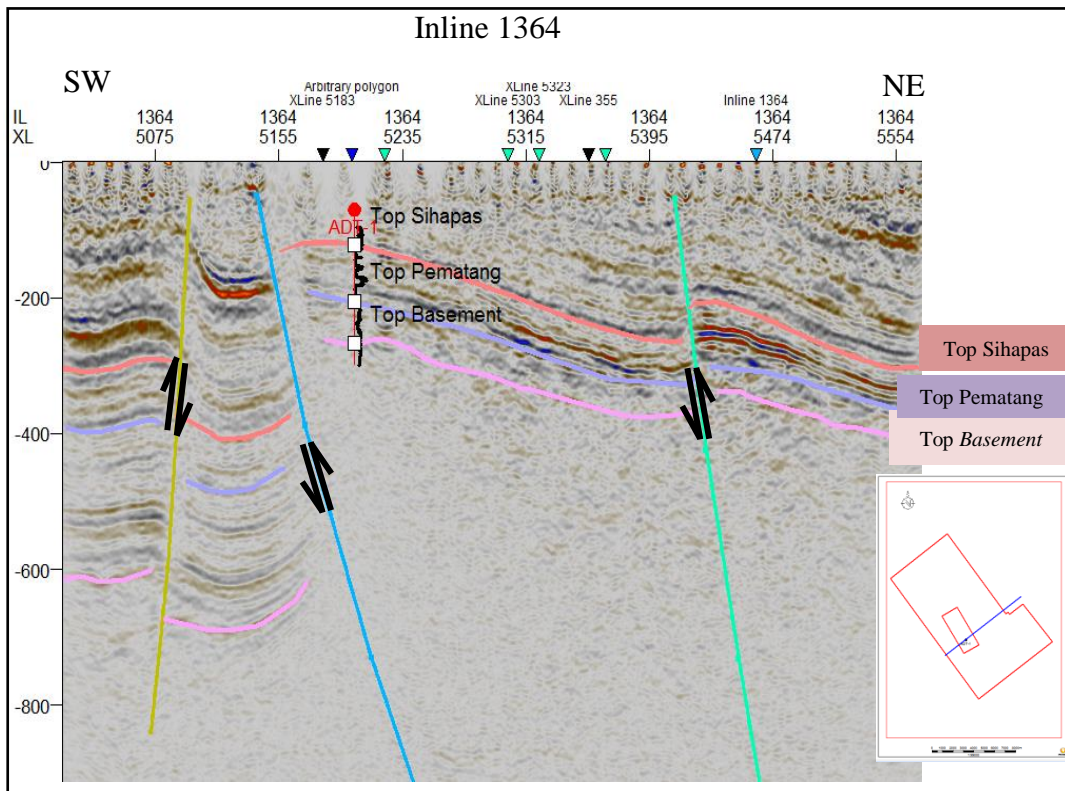 Inline 1364
SW
NE
Arbitrary polygon
XLine 5323
XLine 5183
XLine 5303
XLine 355
Inline 1364
IL 1364 1364 1364 1364 1364 1364 1364
XL 5075 5155 5235 5315 5395 5474 5554
0
-200
-400
-600
-800
Top Sihapas
ADT-1
Top Pematang
Top Basement
Top Sihapas
Top Pematang
Top Basement